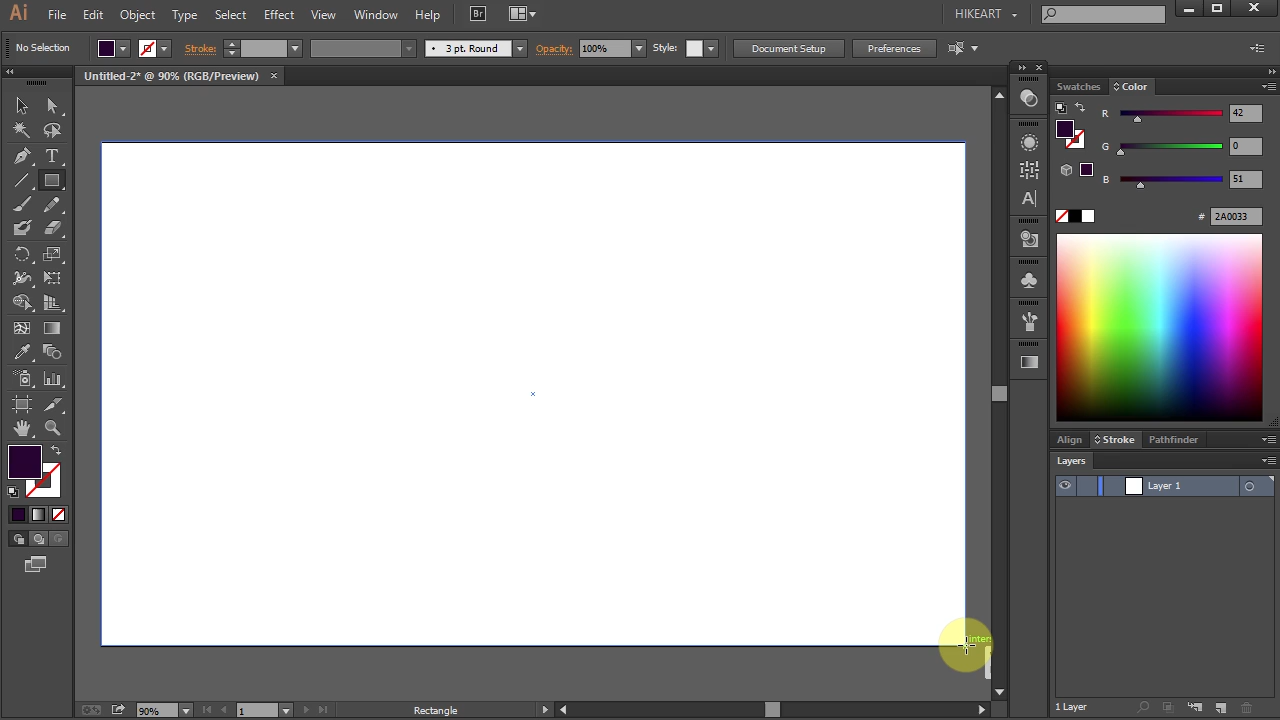 Ai File Edit Object Type Select Effect View Window Help Br HIKEART
No Selection Stroke: 3 pt. Round Opacity: 100% Style: Document Setup Preferences
Untitled-2* @ 90% (RGB/Preview)
Swatches Color
R 42
G 0
B 51
# 2A0033
Align Stroke Pathfinder
Layers
Layer 1
1 Layer
90% 1 Rectangle